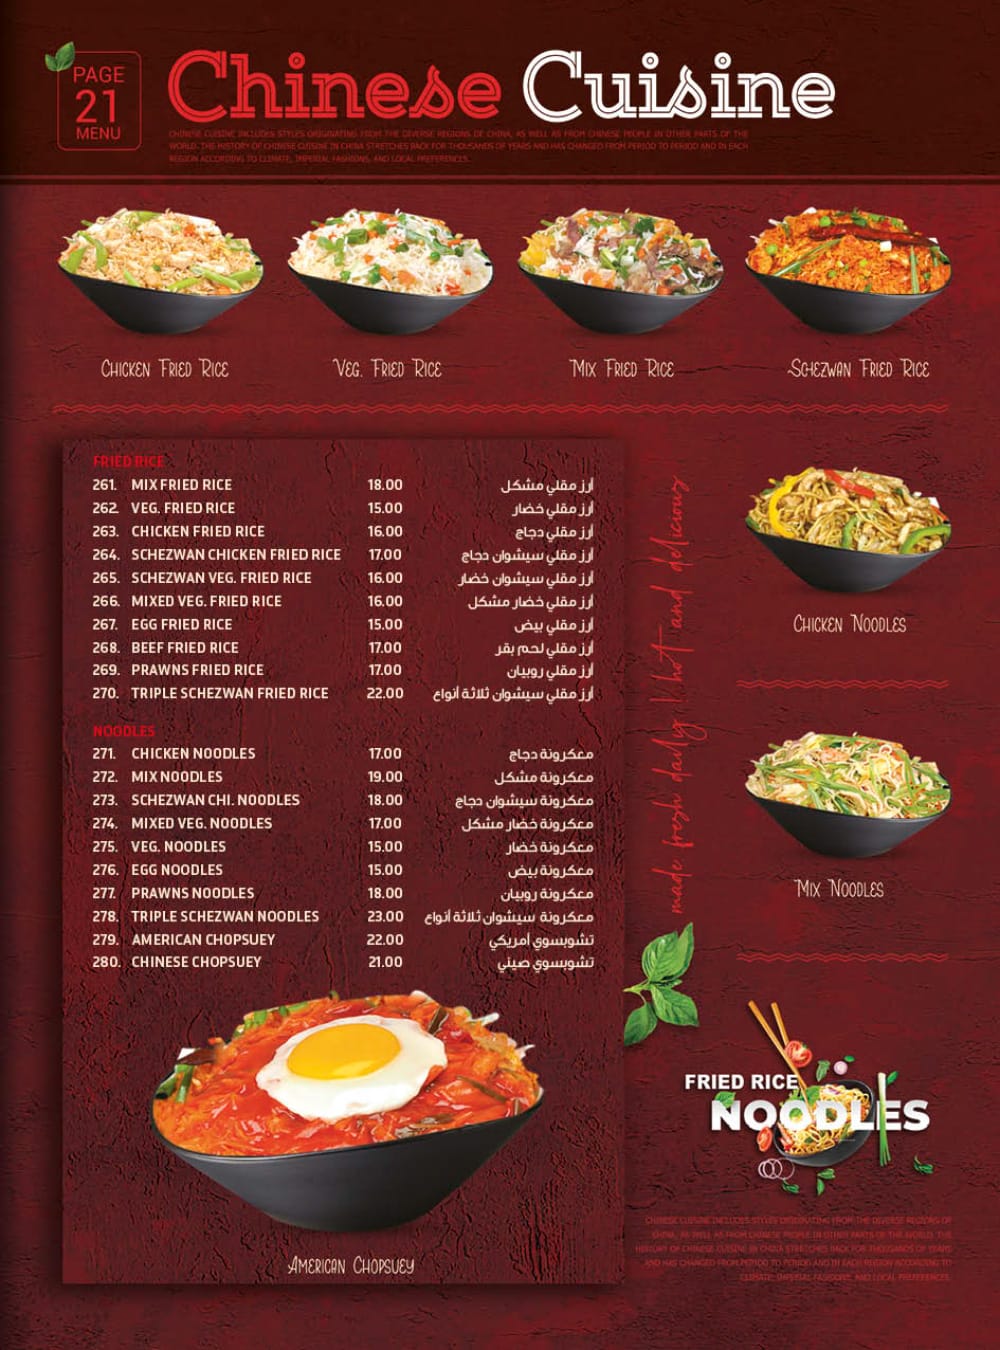 PAGE
21
MENU
Chinese Cuisine
CHINESE CUISINE INCLUDES STYLES ORIGINATING FROM THE DIVERSE REGIONS OF CHINA, AS WELL AS FROM CHINESE PEOPLE IN OTHER PARTS OF THE
WORLD. THE HISTORY OF CHINESE CUISINE IN CHINA STRETCHES BACK FOR THOUSANDS OF YEARS AND HAS CHANGED FROM PERIOD TO PERIOD AND IN EACH
REGION ACCORDING TO CLIMATE, IMPERIAL FASHIONS, AND LOCAL PREFERENCES.
CHICKEN FRIED RICE
VEG. FRIED RICE
MIX FRIED RICE
SCHEZWAN FRIED RICE
FRIED RICE
261. MIX FRIED RICE 18.00 أرز مقلي مشكل
262. VEG. FRIED RICE 15.00 أرز مقلي خضار
263. CHICKEN FRIED RICE 16.00 أرز مقلي دجاج
264. SCHEZWAN CHICKEN FRIED RICE 17.00 أرز مقلي سيشوان دجاج
265. SCHEZWAN VEG. FRIED RICE 16.00 أرز مقلي سيشوان خضار
266. MIXED VEG. FRIED RICE 16.00 أرز مقلي خضار مشكل
267. EGG FRIED RICE 15.00 أرز مقلي بيض
268. BEEF FRIED RICE 17.00 أرز مقلي لحم بقر
269. PRAWNS FRIED RICE 17.00 أرز مقلي روبيان
270. TRIPLE SCHEZWAN FRIED RICE 22.00 أرز مقلي سيشوان ثلاثة أنواع
NOODLES
271. CHICKEN NOODLES 17.00 معكرونة دجاج
272. MIX NOODLES 19.00 معكرونة مشكل
273. SCHEZWAN CHI. NOODLES 18.00 معكرونة سيشوان دجاج
274. MIXED VEG. NOODLES 17.00 معكرونة خضار مشكل
275. VEG. NOODLES 15.00 معكرونة خضار
276. EGG NOODLES 15.00 معكرونة بيض
277. PRAWNS NOODLES 18.00 معكرونة روبيان
278. TRIPLE SCHEZWAN NOODLES 23.00 معكرونة سيشوان ثلاثة أنواع
279. AMERICAN CHOPSUEY 22.00 تشوبسوي أمريكي
280. CHINESE CHOPSUEY 21.00 تشوبسوي صيني
AMERICAN CHOPSUEY
made fresh daily hot and delicious
CHICKEN NOODLES
MIX NOODLES
FRIED RICE
NOODLES
CHINESE CUISINE INCLUDES STYLES ORIGINATING FROM THE DIVERSE REGIONS OF
CHINA, AS WELL AS FROM CHINESE PEOPLE IN OTHER PARTS OF THE WORLD. THE
HISTORY OF CHINESE CUISINE IN CHINA STRETCHES BACK FOR THOUSANDS OF YEARS
AND HAS CHANGED FROM PERIOD TO PERIOD AND IN EACH REGION ACCORDING TO
CLIMATE, IMPERIAL FASHIONS, AND LOCAL PREFERENCES.